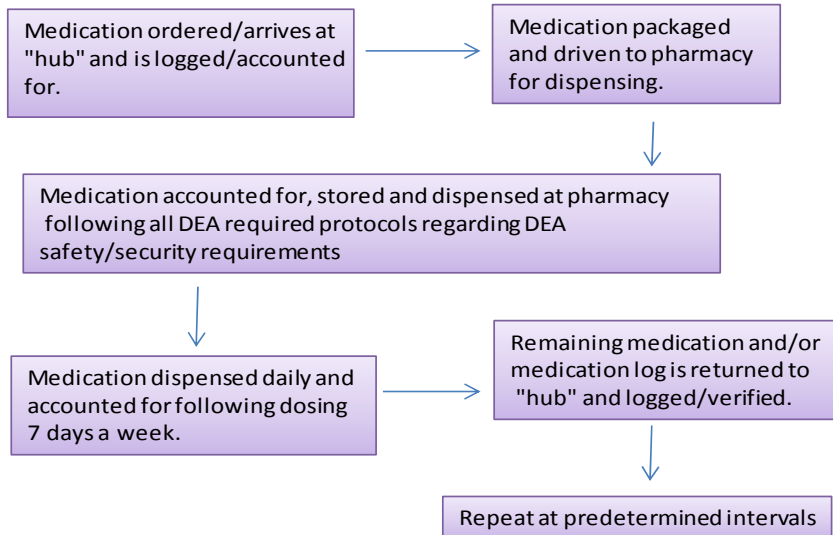 Medication ordered/arrives at
"hub" and is logged/accounted
for.
Medication packaged
and driven to pharmacy
for dispensing.
Medication accounted for, stored and dispensed at pharmacy
following all DEA required protocols regarding DEA
safety/security requirements
Medication dispensed daily and
accounted for following dosing
7 days a week.
Remaining medication and/or
medication log is returned to
"hub" and logged/verified.
Repeat at predetermined intervals